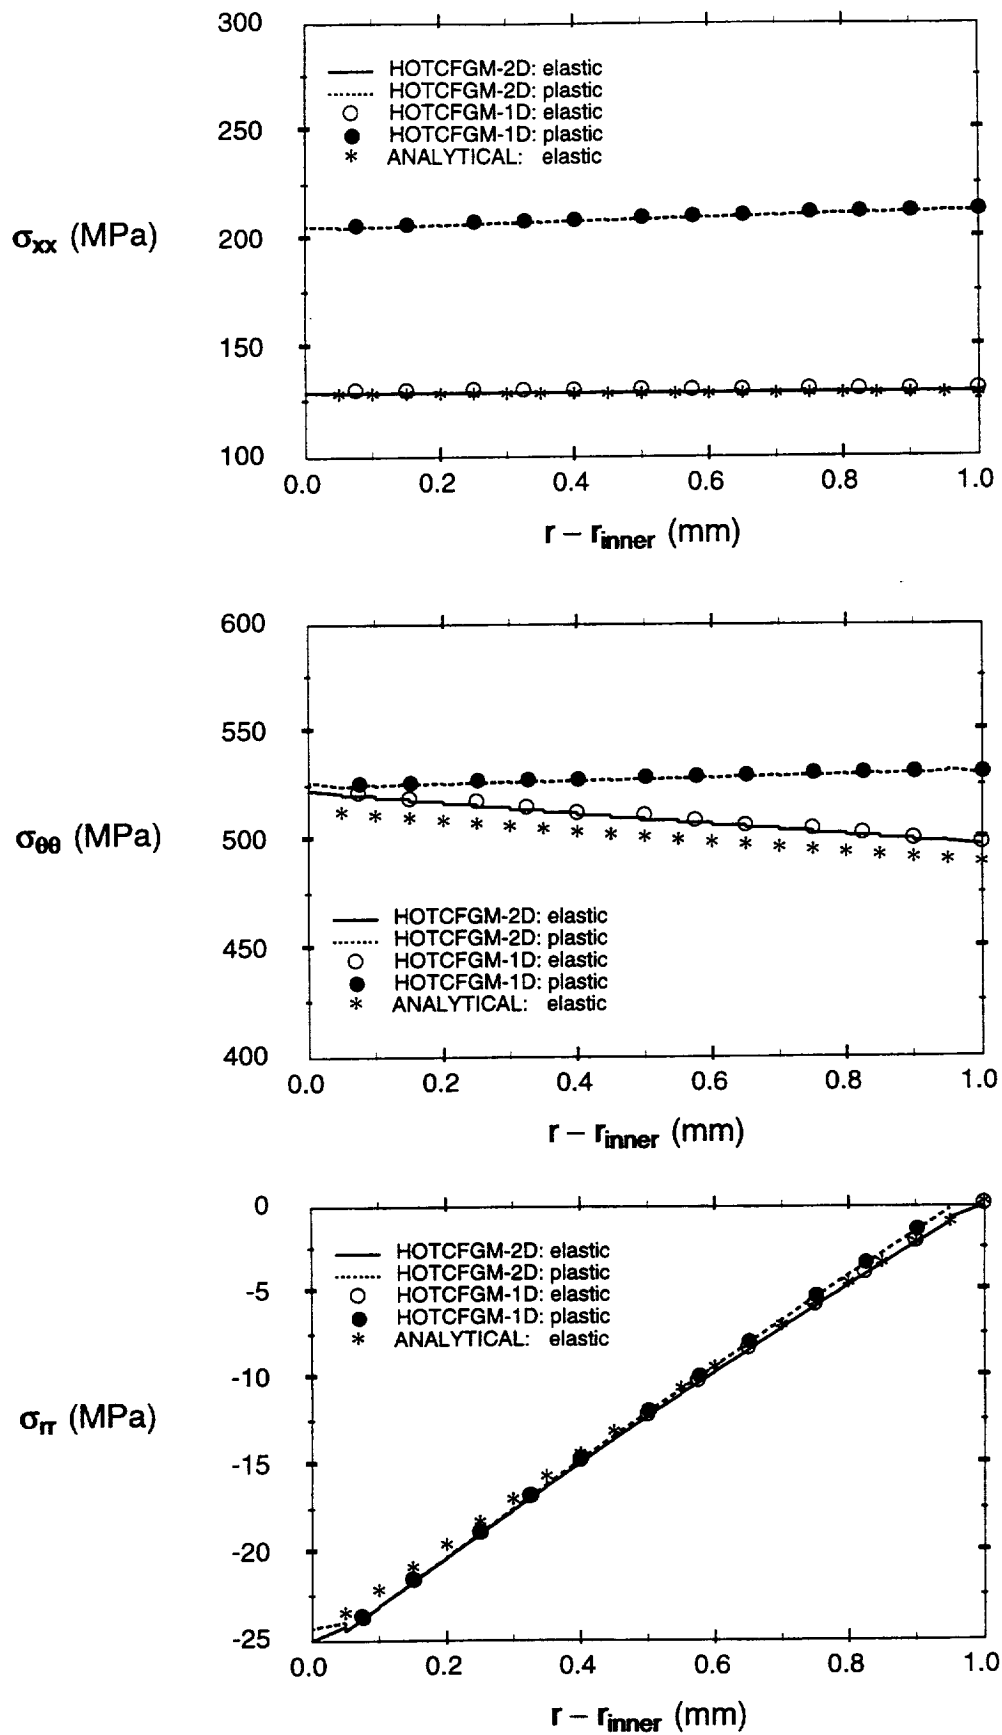 300
HOTCFGM-2D: elastic
HOTCFGM-2D: plastic
HOTCFGM-1D: elastic
HOTCFGM-1D: plastic
ANALYTICAL: elastic
250
σxx (MPa)
200
150
100
0.0 0.2 0.4 0.6 0.8 1.0
r – rinner (mm)
600
550
σθθ (MPa)
500
HOTCFGM-2D: elastic
HOTCFGM-2D: plastic
HOTCFGM-1D: elastic
HOTCFGM-1D: plastic
ANALYTICAL: elastic
450
400
0.0 0.2 0.4 0.6 0.8 1.0
r – rinner (mm)
0
HOTCFGM-2D: elastic
HOTCFGM-2D: plastic
HOTCFGM-1D: elastic
HOTCFGM-1D: plastic
ANALYTICAL: elastic
-5
-10
σrr (MPa)
-15
-20
-25
0.0 0.2 0.4 0.6 0.8 1.0
r – rinner (mm)